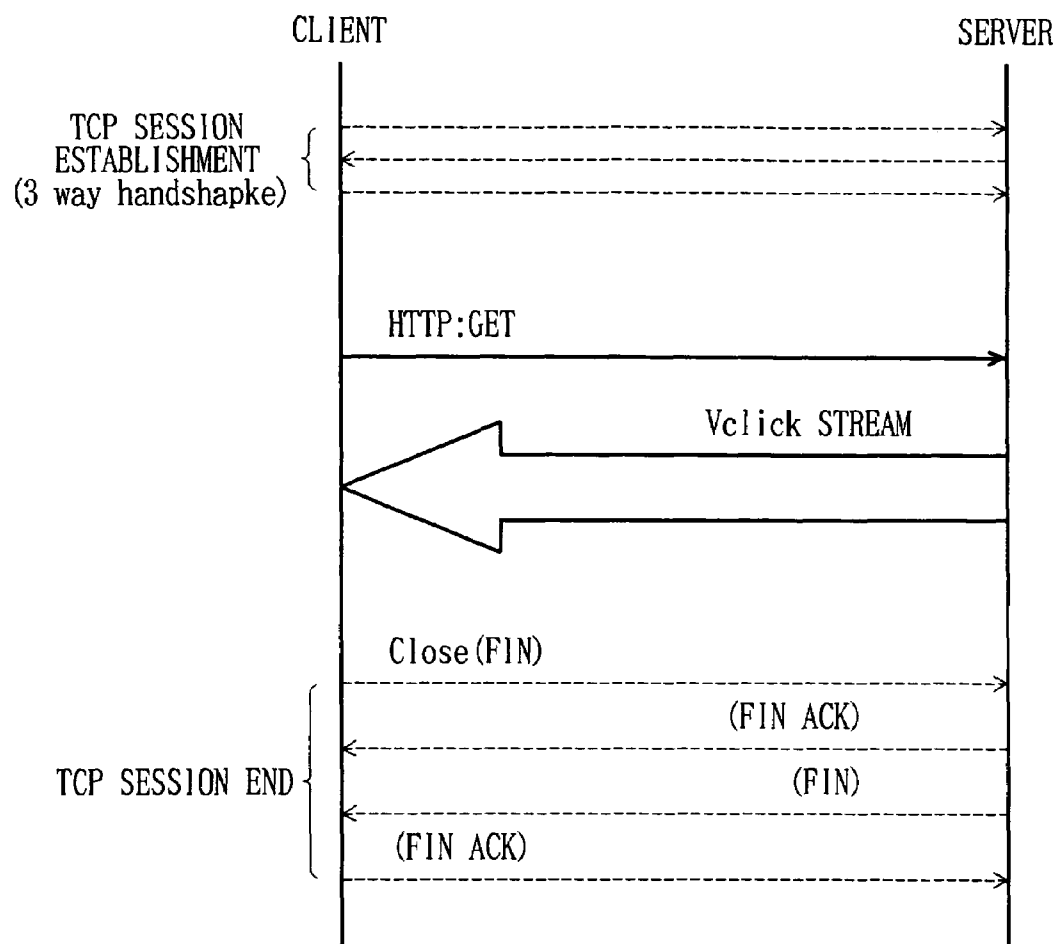 CLIENT
SERVER
TCP SESSION
ESTABLISHMENT
(3 way handshapke)
HTTP:GET
Vclick STREAM
Close(FIN)
(FIN ACK)
TCP SESSION END
(FIN)
(FIN ACK)